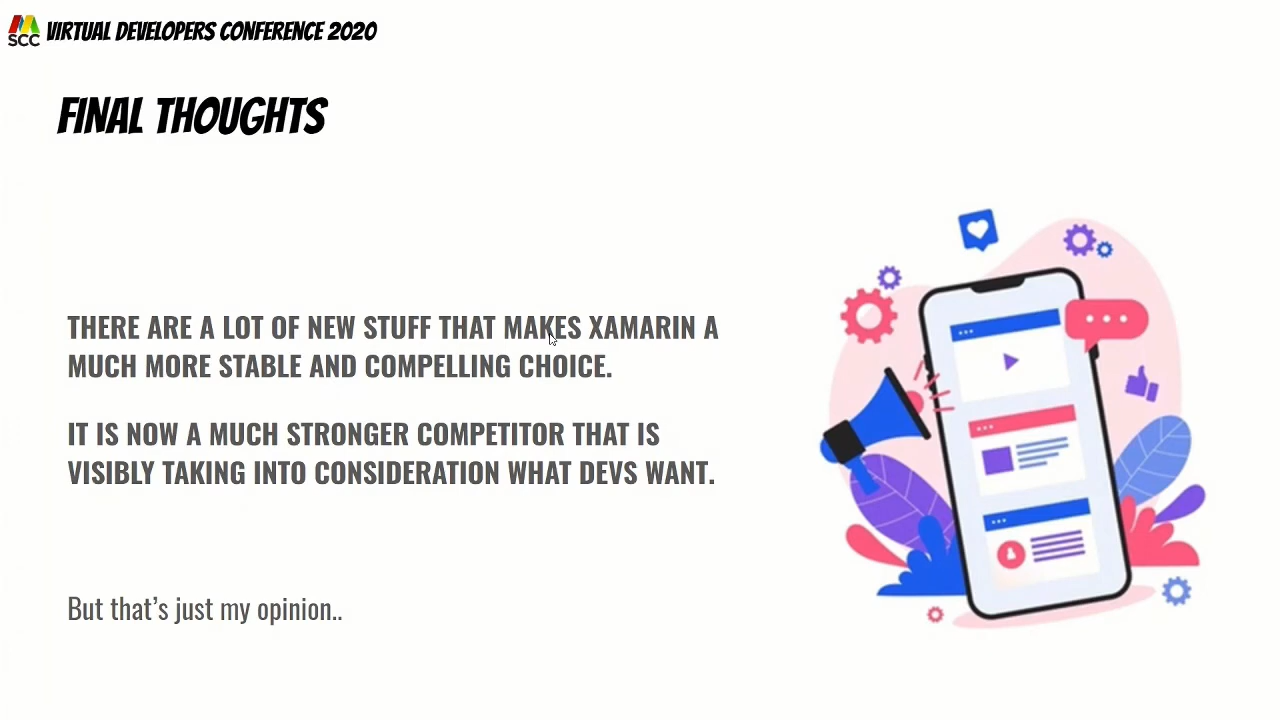 SCC VIRTUAL DEVELOPERS CONFERENCE 2020
FINAL THOUGHTS
THERE ARE A LOT OF NEW STUFF THAT MAKES XAMARIN A
MUCH MORE STABLE AND COMPELLING CHOICE.
IT IS NOW A MUCH STRONGER COMPETITOR THAT IS
VISIBLY TAKING INTO CONSIDERATION WHAT DEVS WANT.
But that’s just my opinion..